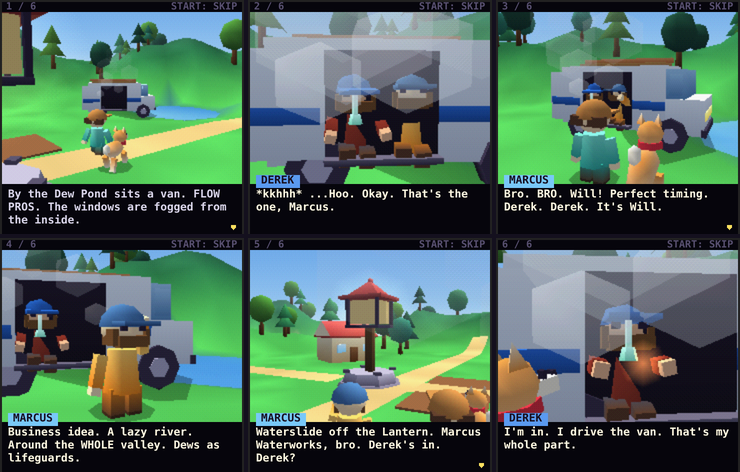 1 / 6
START: SKIP
By the Dew Pond sits a van. FLOW
PROS. The windows are fogged from
the inside.
2 / 6
START: SKIP
DEREK
*kkhhh* ...Hoo. Okay. That's the
one, Marcus.
3 / 6
START: SKIP
MARCUS
Bro. BRO. Will! Perfect timing.
Derek. Derek. It's Will.
4 / 6
START: SKIP
MARCUS
Business idea. A lazy river.
Around the WHOLE valley. Dews as
lifeguards.
5 / 6
START: SKIP
MARCUS
Waterslide off the Lantern. Marcus
Waterworks, bro. Derek's in.
Derek?
6 / 6
START: SKIP
DEREK
I'm in. I drive the van. That's my
whole part.